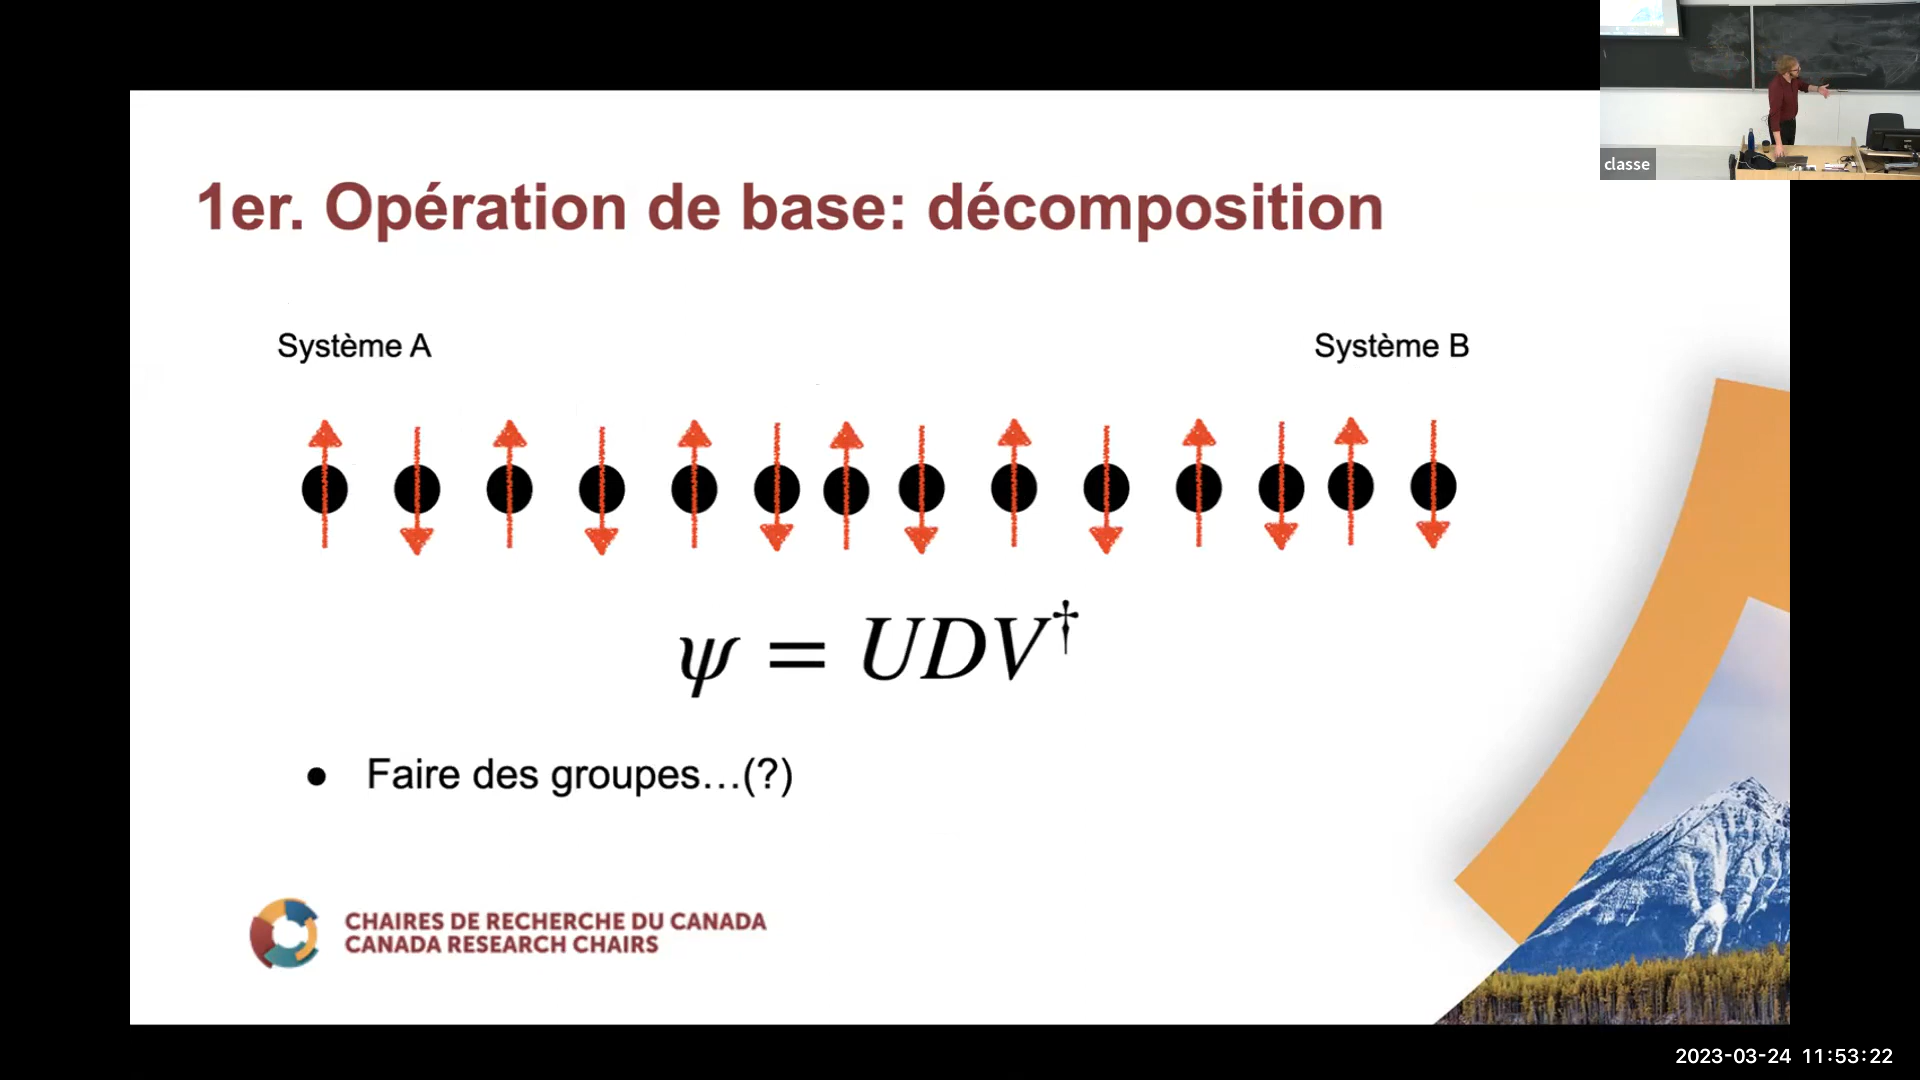 classe
1er. Opération de base: décomposition
Système A
Système B
ψ = UDV†
● Faire des groupes…(?)
CHAIRES DE RECHERCHE DU CANADA
CANADA RESEARCH CHAIRS
2023-03-24 11:53:22